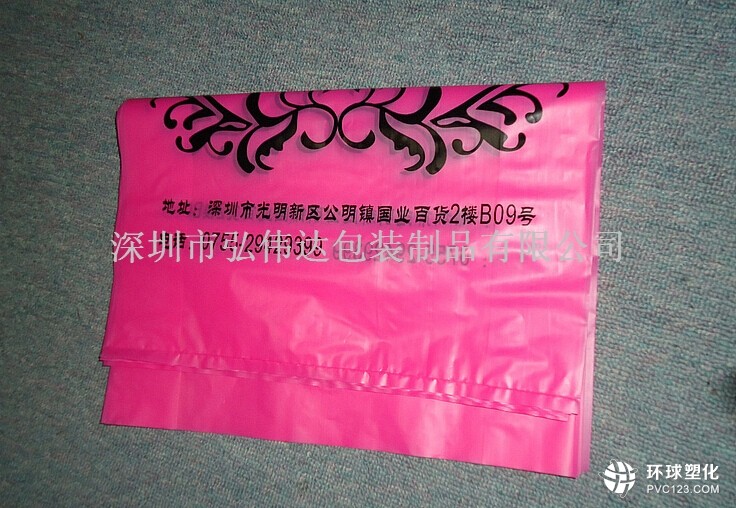 地址：深圳市光明新区公明镇国业百货2楼B09号
深圳市弘伟达包装制品有限公司
环球塑化
PVC123.COM